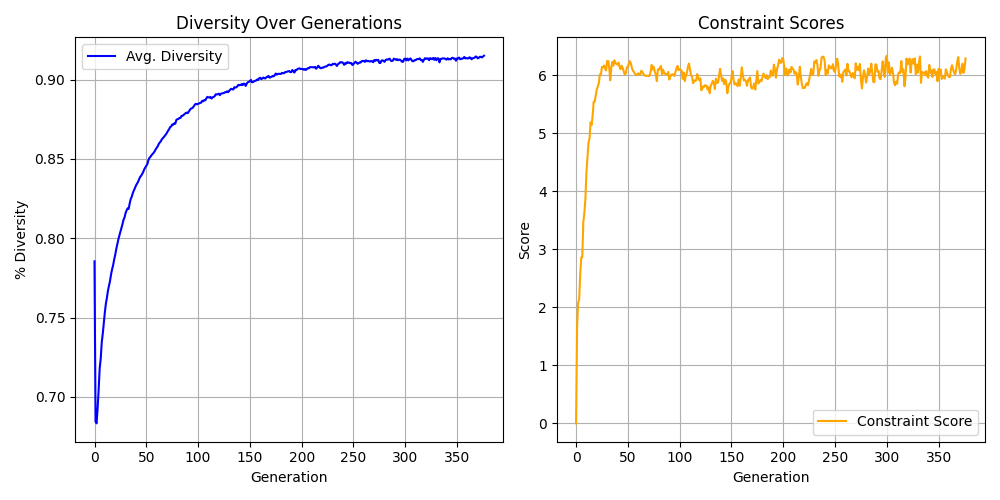 Diversity Over Generations
Avg. Diversity
% Diversity
0.90
0.85
0.80
0.75
0.70
0 50 100 150 200 250 300 350
Generation
Constraint Scores
Score
6
5
4
3
2
1
0
Constraint Score
0 50 100 150 200 250 300 350
Generation